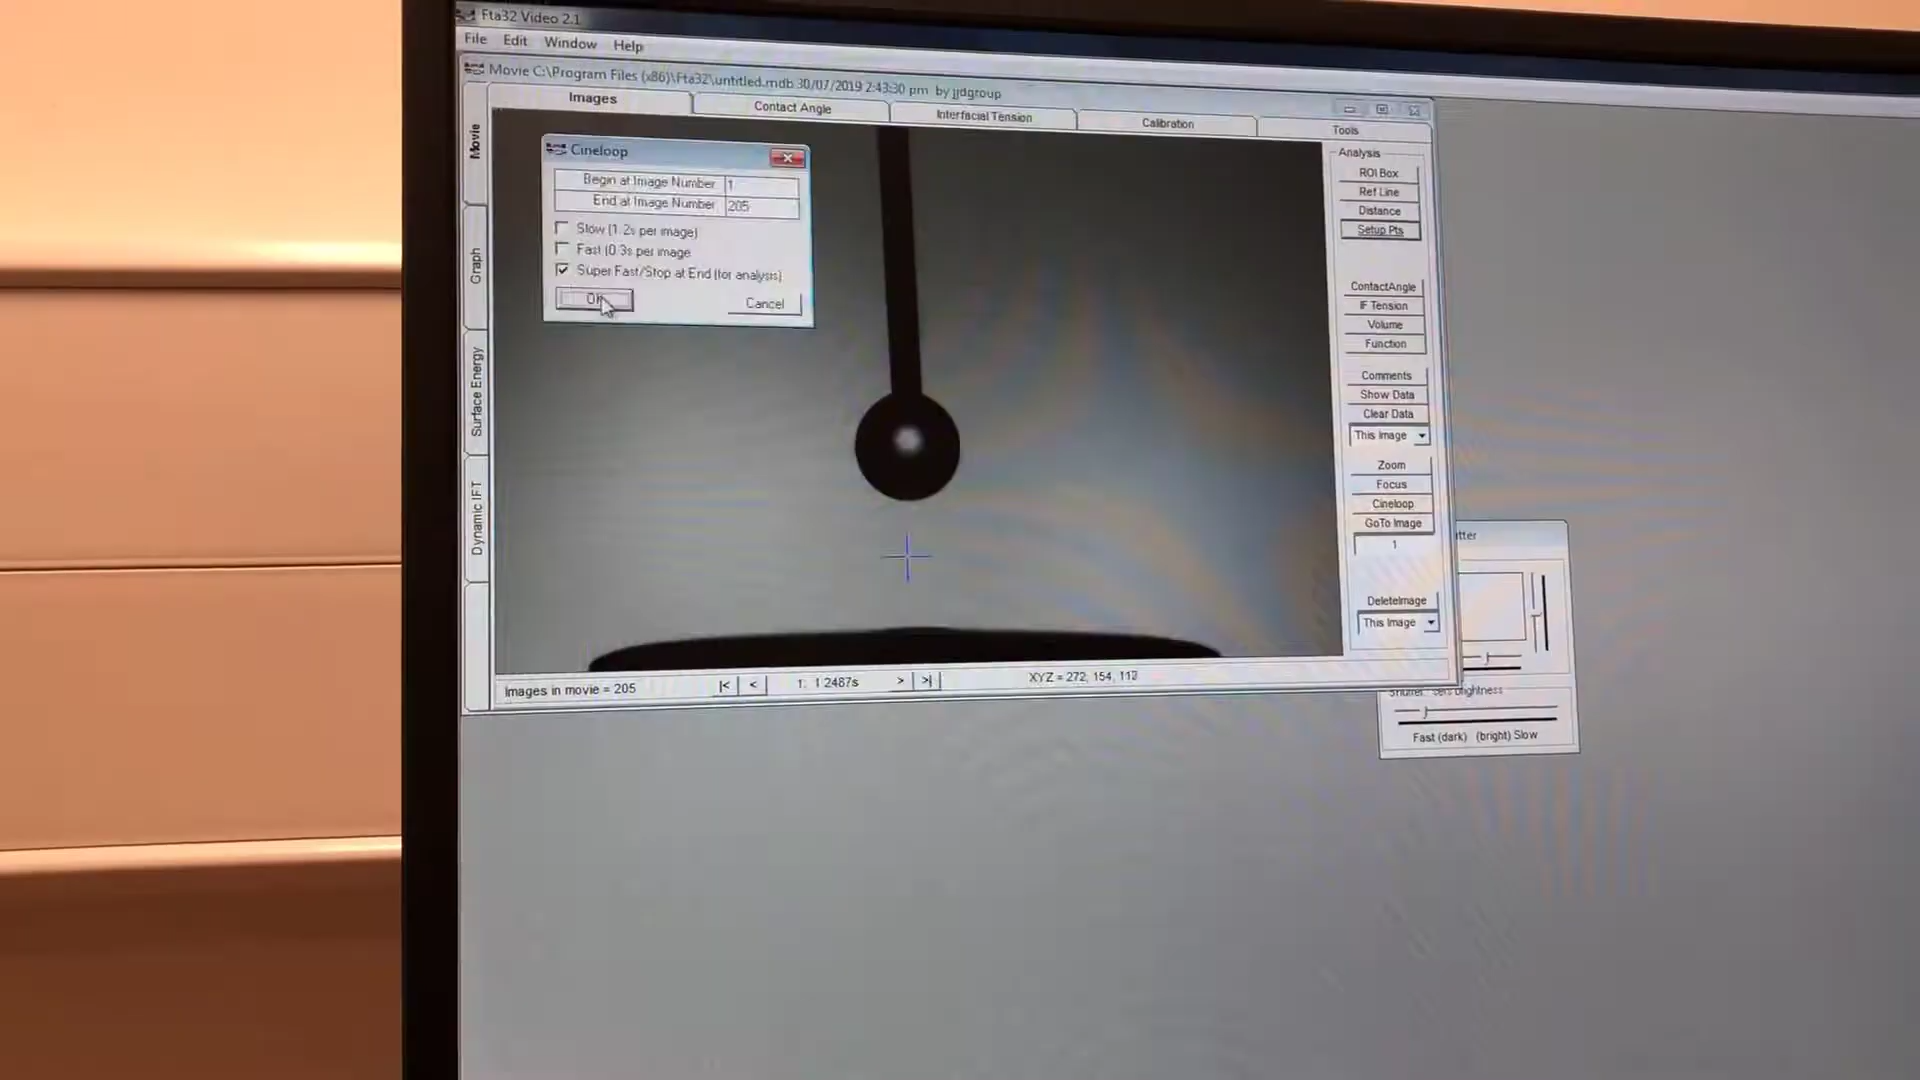 Fta32 Video 2.1
File Edit Window Help
Movie C:\Program Files (x86)\Fta32\untitled.mdb 30/07/2019 2:43:30 pm by jjdgroup
Images Contact Angle Interfacial Tension Calibration Tools
Movie
Graph
Surface Energy
Dynamic IFT
Cineloop
Begin at Image Number 1
End at Image Number 205
Slow (1.2s per image)
Fast (0.3s per image
Super Fast/Stop at End (for analysis)
Cancel
Analysis
ROI Box
Ref Line
Distance
Setup Pts
ContactAngle
IF Tension
Volume
Function
Comments
Show Data
Clear Data
This Image
Zoom
Focus
Cineloop
GoTo Image
1
DeleteImage
This Image
Images in movie = 205 |< < 1: 1.2487s > >| XYZ = 272, 154, 112
Fast (dark) (bright) Slow